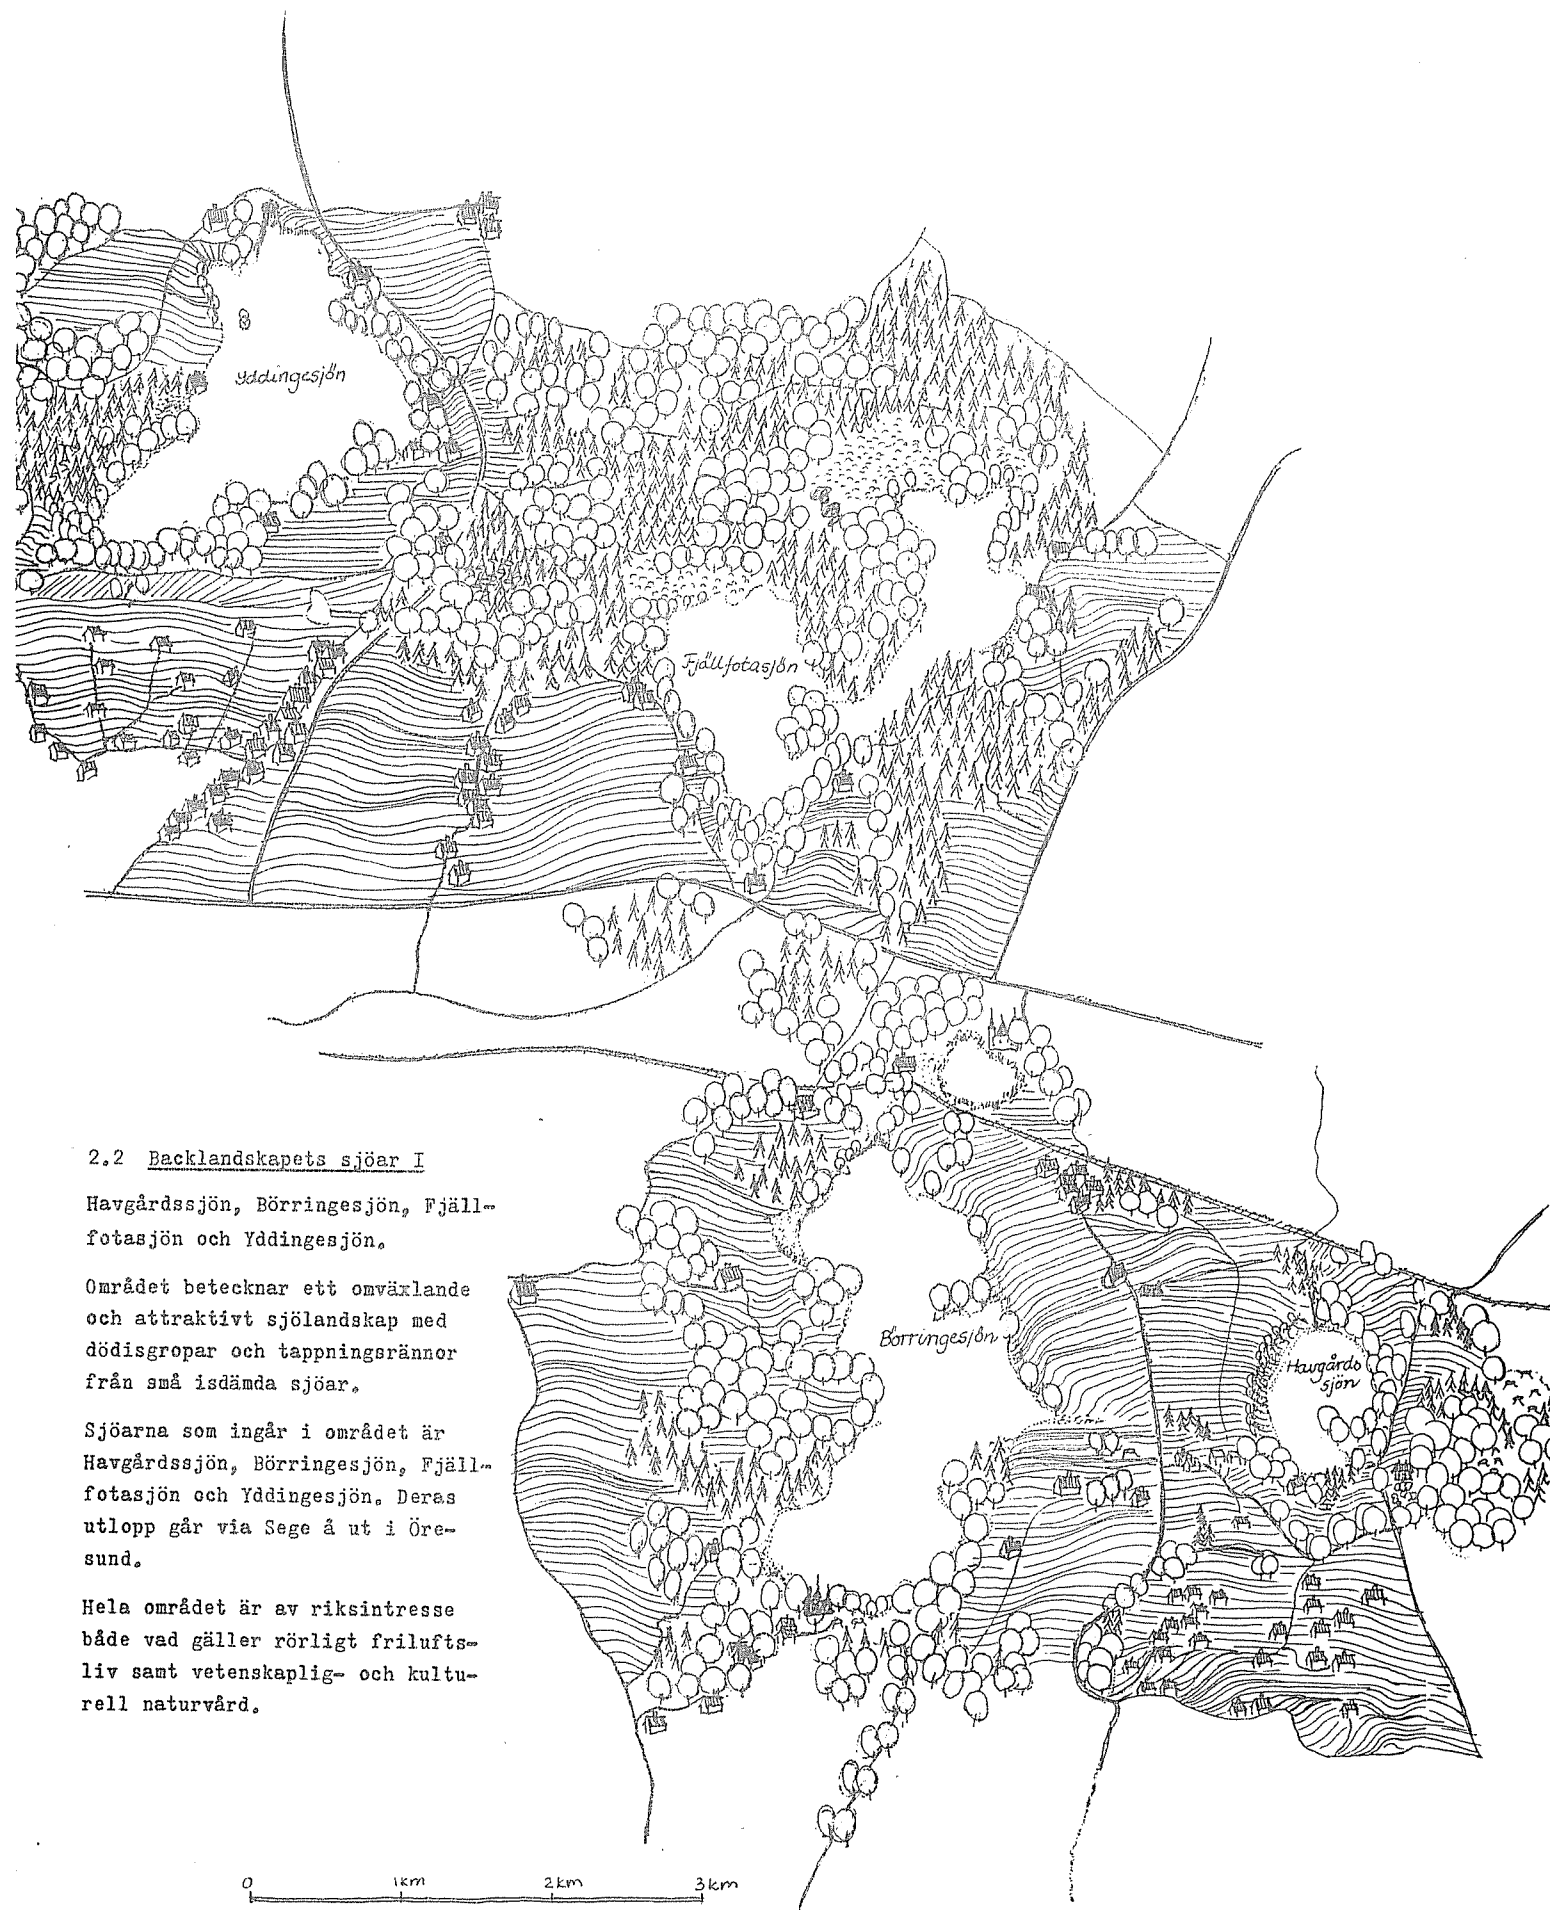 Yddingesjön
Fjällfotasjön
2.2 Backlandskapets sjöar I
Havgårdssjön, Börringesjön, Fjäll-
fotasjön och Yddingesjön.
Området betecknar ett omväxlande
och attraktivt sjölandskap med
dödisgropar och tappningsrännor
från små isdämda sjöar.
Sjöarna som ingår i området är
Havgårdssjön, Börringesjön, Fjäll-
fotasjön och Yddingesjön. Deras
utlopp går via Sege å ut i Öre-
sund.
Hela området är av riksintresse
både vad gäller rörligt frilufts-
liv samt vetenskaplig- och kultu-
rell naturvård.
Börringesjön
Havgårds
sjön
0 1km 2km 3km